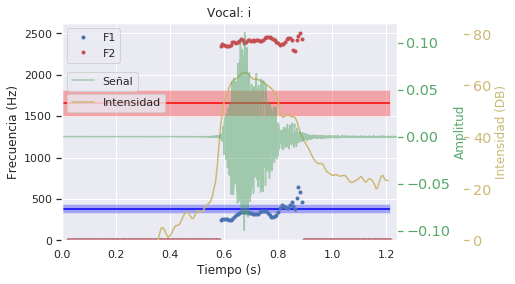 Vocal: i
F1
F2
Señal
Intensidad
Frecuencia (Hz)
2500
2000
1500
1000
500
0
0.0 0.2 0.4 0.6 0.8 1.0 1.2
Tiempo (s)
0.10
0.05
0.00
−0.05
−0.10
Amplitud
80
60
40
20
0
Intensidad (DB)